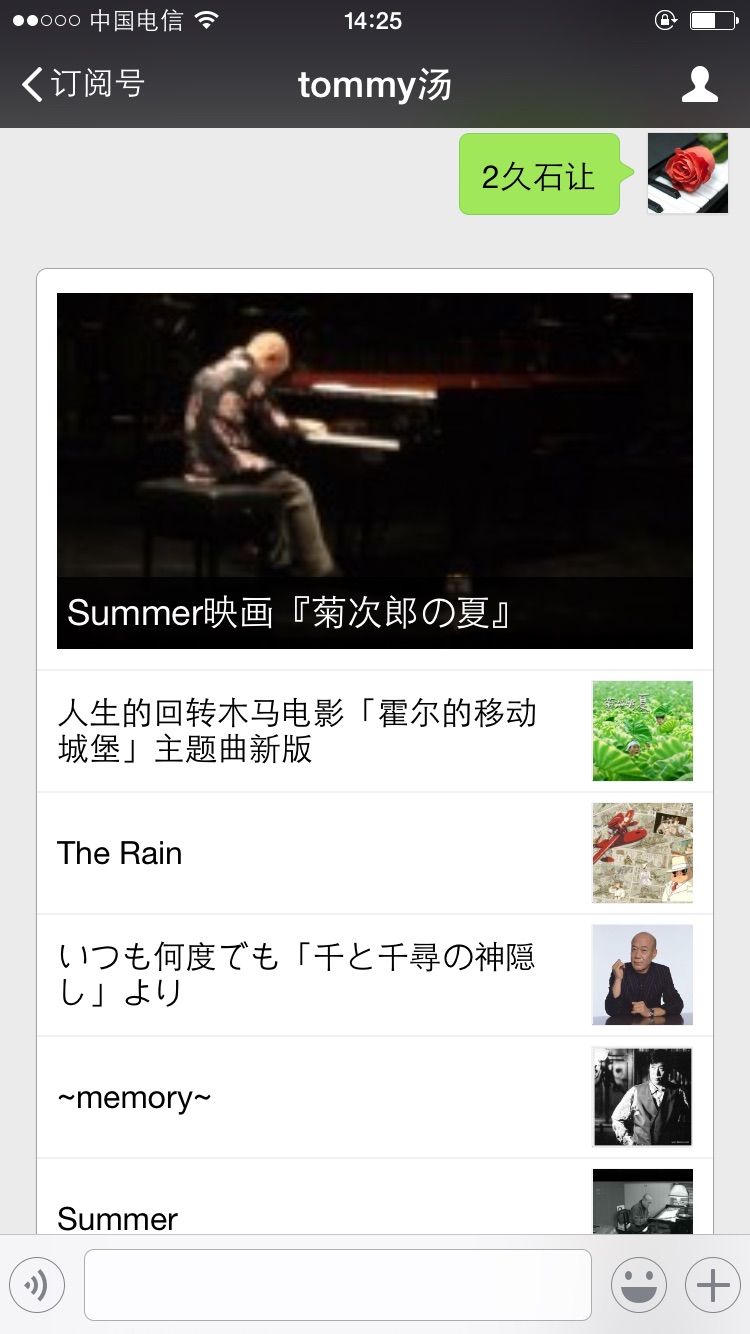 中国电信
14:25
订阅号
tommy汤
2久石让
Summer映画『菊次郎の夏』
人生的回转木马电影「霍尔的移动
城堡」主题曲新版
The Rain
いつも何度でも「千と千尋の神隠
し」より
~memory~
Summer